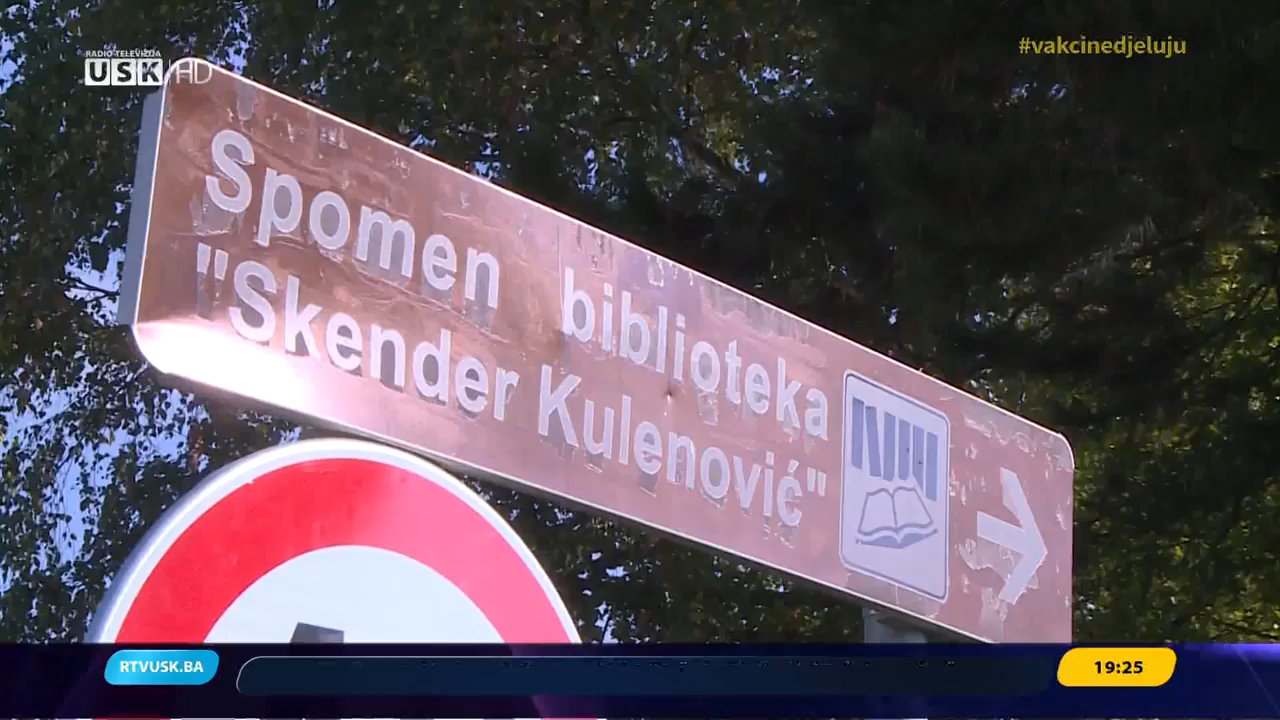 RADIO-TELEVIZIJA
USK HD
#vakcinedjeluju
Spomen biblioteka
"Skender Kulenović"
RTVUSK.BA
19:25